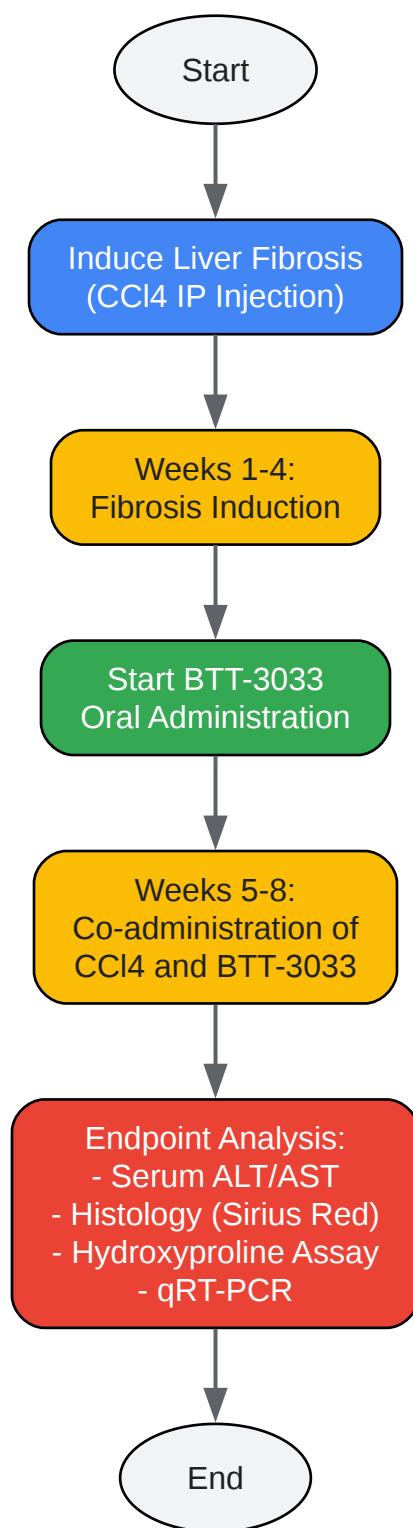 Start
Induce Liver Fibrosis
(CCl4 IP Injection)
Weeks 1-4:
Fibrosis Induction
Start BTT-3033
Oral Administration
Weeks 5-8:
Co-administration of
CCl4 and BTT-3033
Endpoint Analysis:
- Serum ALT/AST
- Histology (Sirius Red)
- Hydroxyproline Assay
- qRT-PCR
End